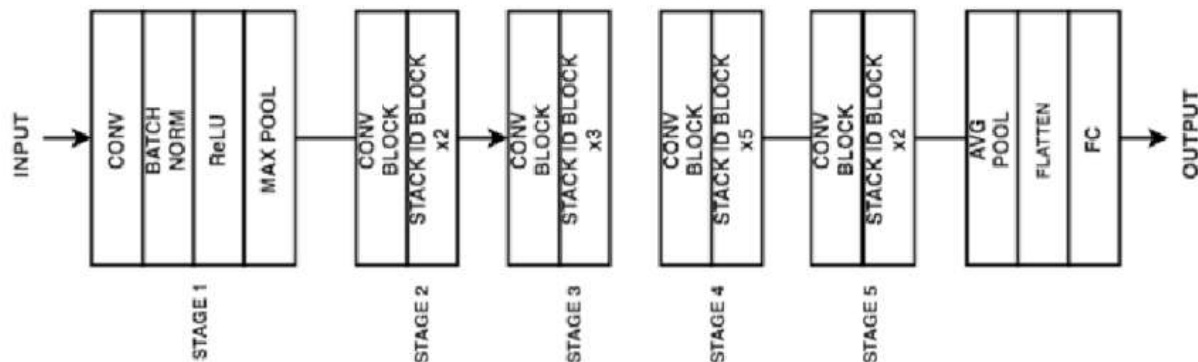 INPUT
CONV
BATCH
NORM
ReLU
MAX POOL
STAGE 1
CONV
BLOCK
STACK ID BLOCK
x2
STAGE 2
CONV
BLOCK
STACK ID BLOCK
x3
STAGE 3
CONV
BLOCK
STACK ID BLOCK
x5
STAGE 4
CONV
BLOCK
STACK ID BLOCK
x2
STAGE 5
AVG
POOL
FLATTEN
FC
OUTPUT